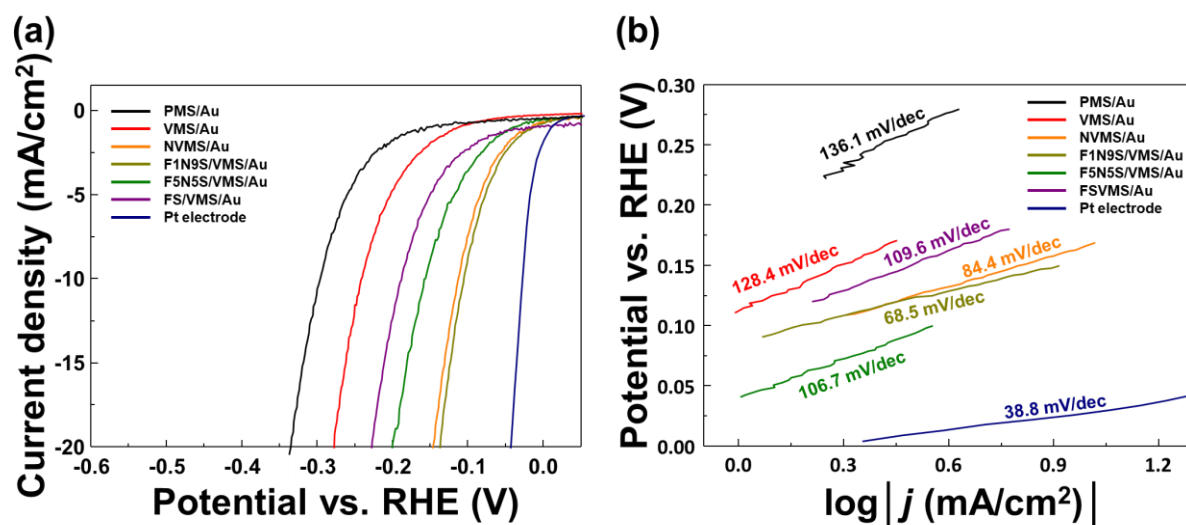 (a)
Current density (mA/cm²)
0
-5
-10
-15
-20
PMS/Au
VMS/Au
NVMS/Au
F1N9S/VMS/Au
F5N5S/VMS/Au
FS/VMS/Au
Pt electrode
-0.6
-0.5
-0.4
-0.3
-0.2
-0.1
0.0
Potential vs. RHE (V)
(b)
Potential vs. RHE (V)
0.30
0.25
0.20
0.15
0.10
0.05
0.00
PMS/Au
VMS/Au
NVMS/Au
F1N9S/VMS/Au
F5N5S/VMS/Au
FSVMS/Au
Pt electrode
136.1 mV/dec
128.4 mV/dec
109.6 mV/dec
84.4 mV/dec
68.5 mV/dec
106.7 mV/dec
38.8 mV/dec
0.0
0.3
0.6
0.9
1.2
log|j (mA/cm²)|